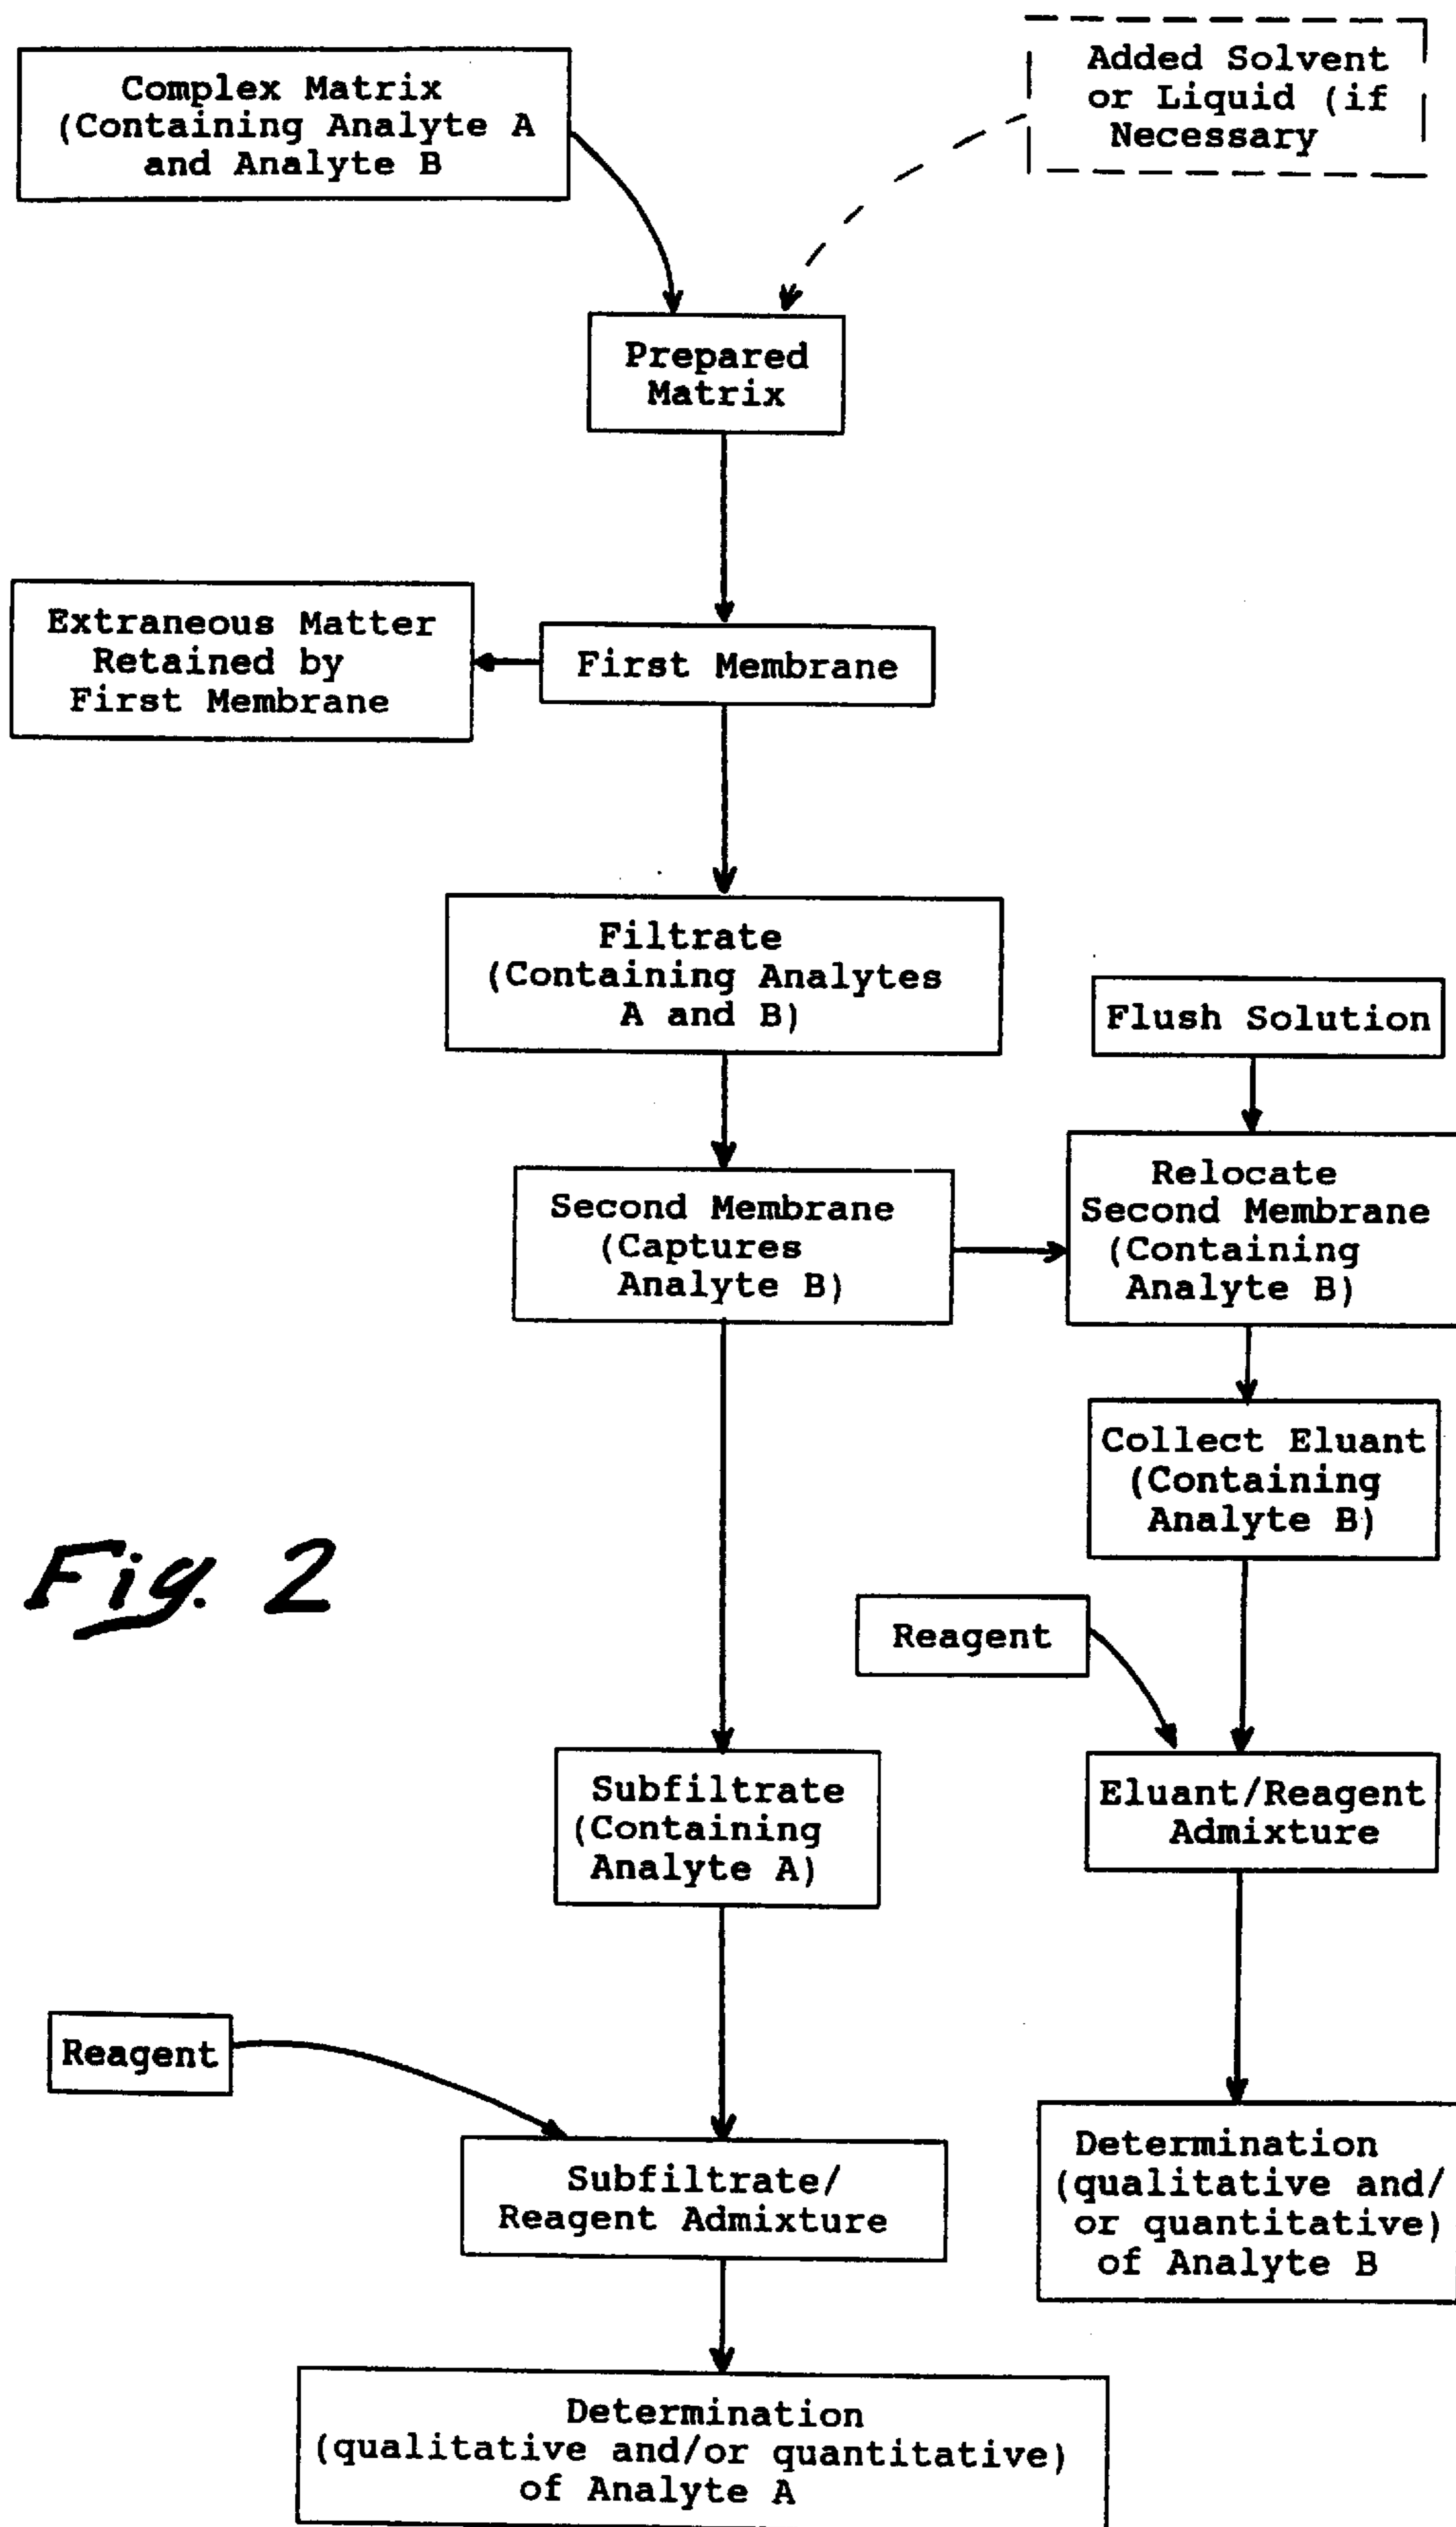 Complex Matrix
(Containing Analyte A
and Analyte B
Added Solvent
or Liquid (if
Necessary
Prepared
Matrix
Extraneous Matter
Retained by
First Membrane
First Membrane
Filtrate
(Containing Analytes
A and B)
Flush Solution
Second Membrane
(Captures
Analyte B)
Relocate
Second Membrane
(Containing
Analyte B)
Collect Eluant
(Containing
Analyte B)
Fig. 2
Reagent
Subfiltrate
(Containing
Analyte A)
Eluant/Reagent
Admixture
Reagent
Subfiltrate/
Reagent Admixture
Determination
(qualitative and/
or quantitative)
of Analyte B
Determination
(qualitative and/or quantitative)
of Analyte A